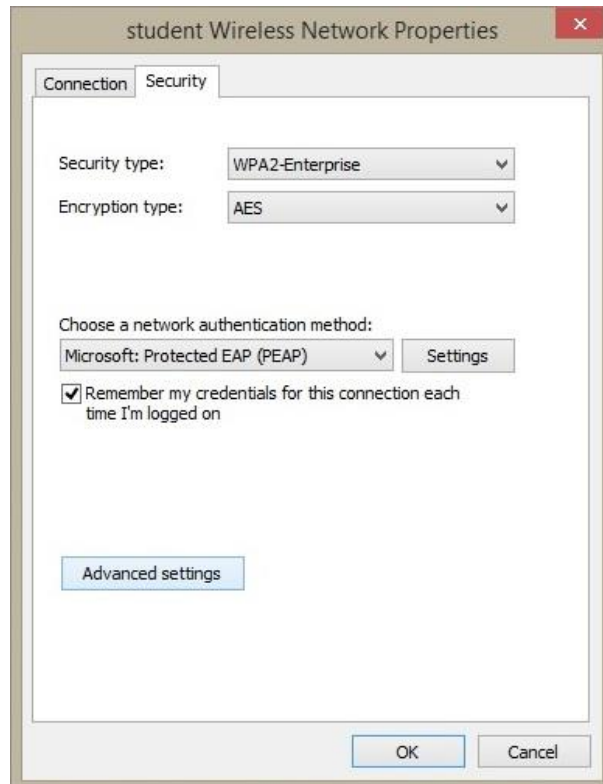 student Wireless Network Properties
Connection
Security
Security type:
WPA2-Enterprise
Encryption type:
AES
Choose a network authentication method:
Microsoft: Protected EAP (PEAP)
Settings
Remember my credentials for this connection each
time I'm logged on
Advanced settings
OK
Cancel